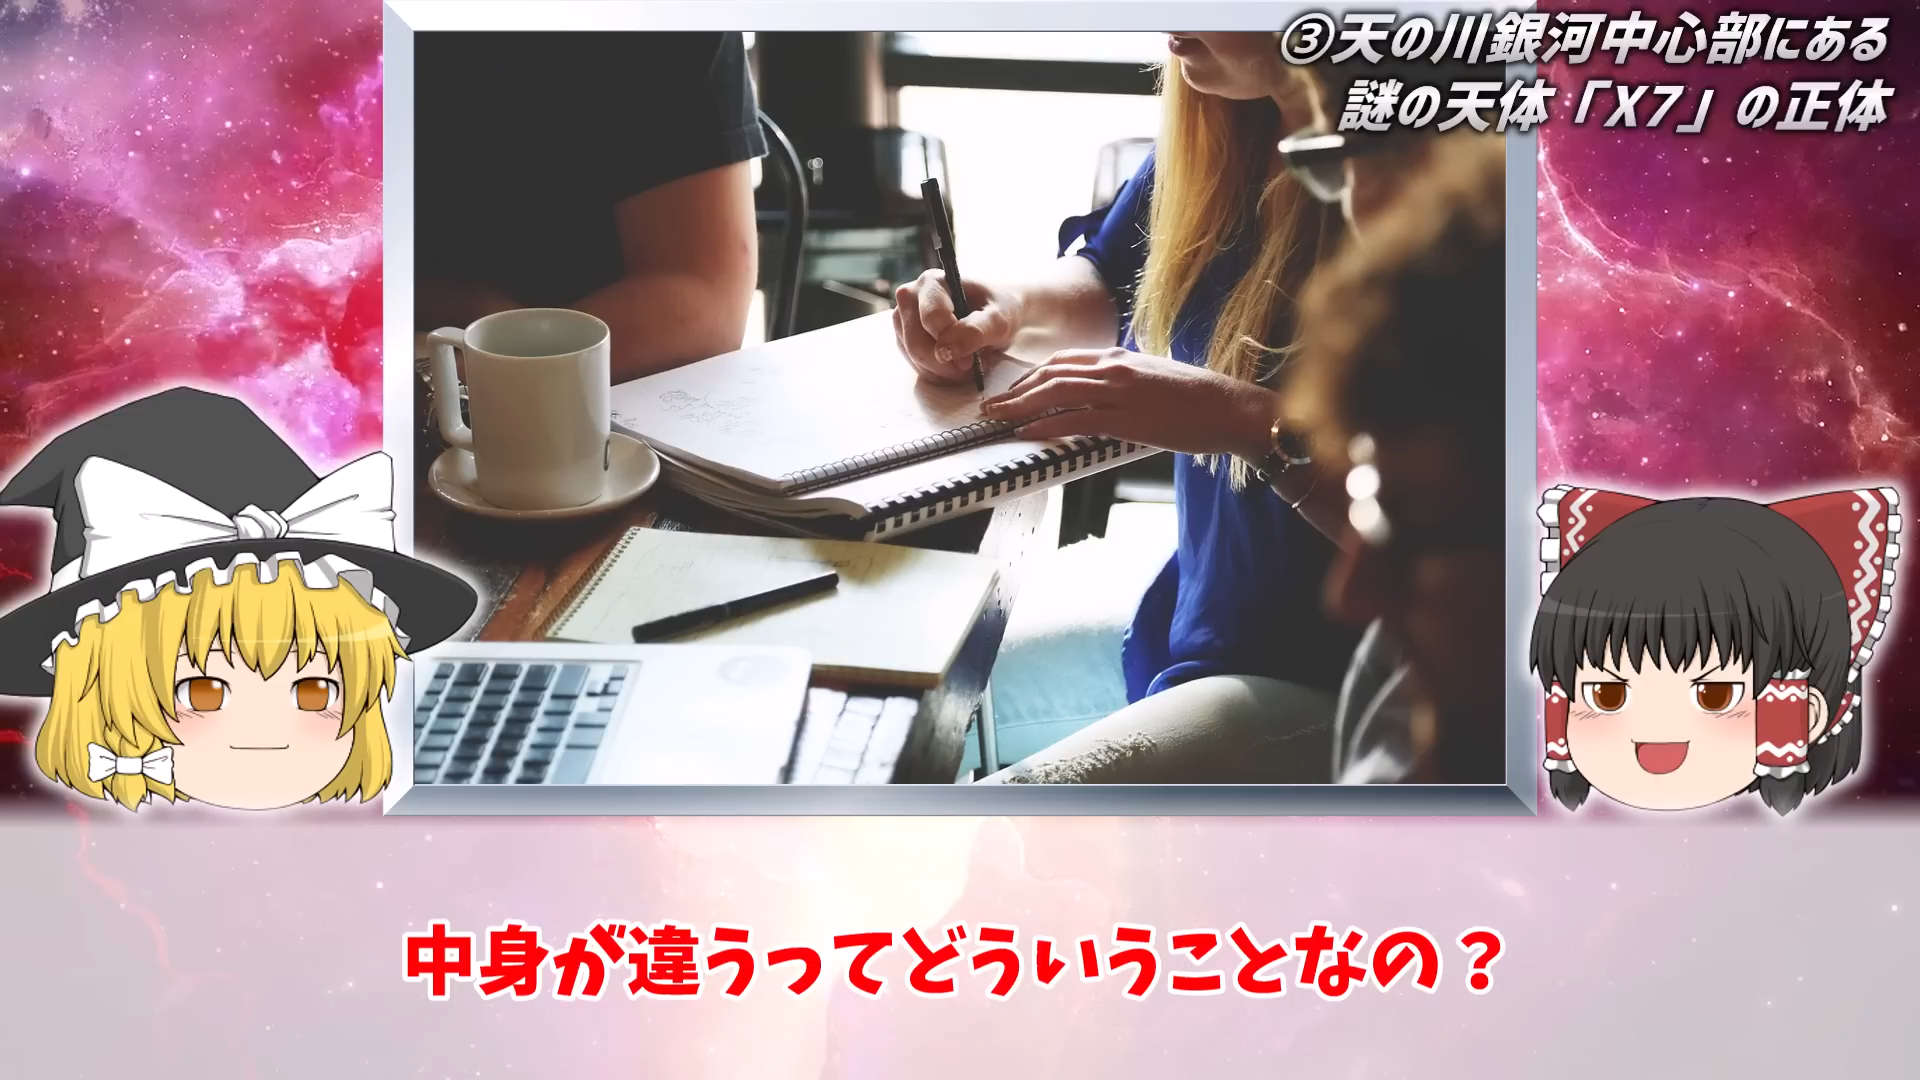 ③天の川銀河中心部にある
謎の天体「X7」の正体
中身が違うってどういうことなの？